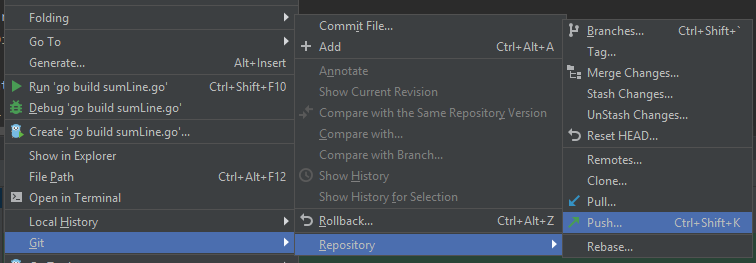 Folding
Go To
Generate... Alt+Insert
Run 'go build sumLine.go' Ctrl+Shift+F10
Debug 'go build sumLine.go'
Create 'go build sumLine.go'...
Show in Explorer
File Path Ctrl+Alt+F12
Open in Terminal
Local History
Git
Commit File...
Add Ctrl+Alt+A
Annotate
Show Current Revision
Compare with the Same Repository Version
Compare with...
Compare with Branch...
Show History
Show History for Selection
Rollback... Ctrl+Alt+Z
Repository
Branches... Ctrl+Shift+`
Tag...
Merge Changes...
Stash Changes...
UnStash Changes...
Reset HEAD...
Remotes...
Clone...
Pull...
Push... Ctrl+Shift+K
Rebase...